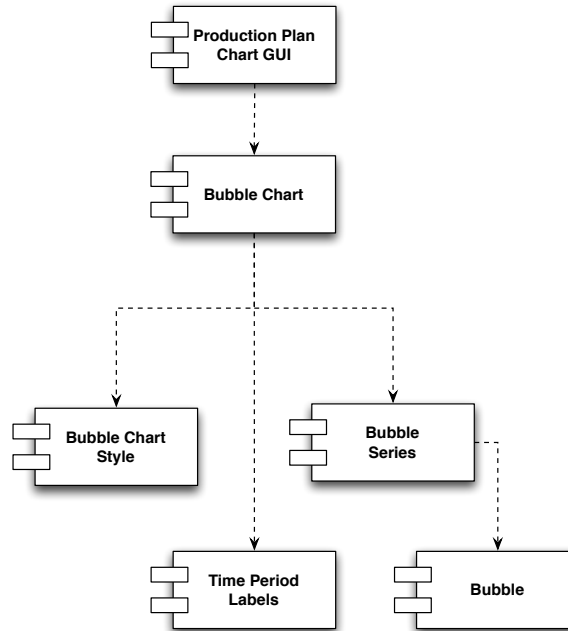 Production Plan
Chart GUI
Bubble Chart
Bubble Chart
Style
Bubble
Series
Time Period
Labels
Bubble